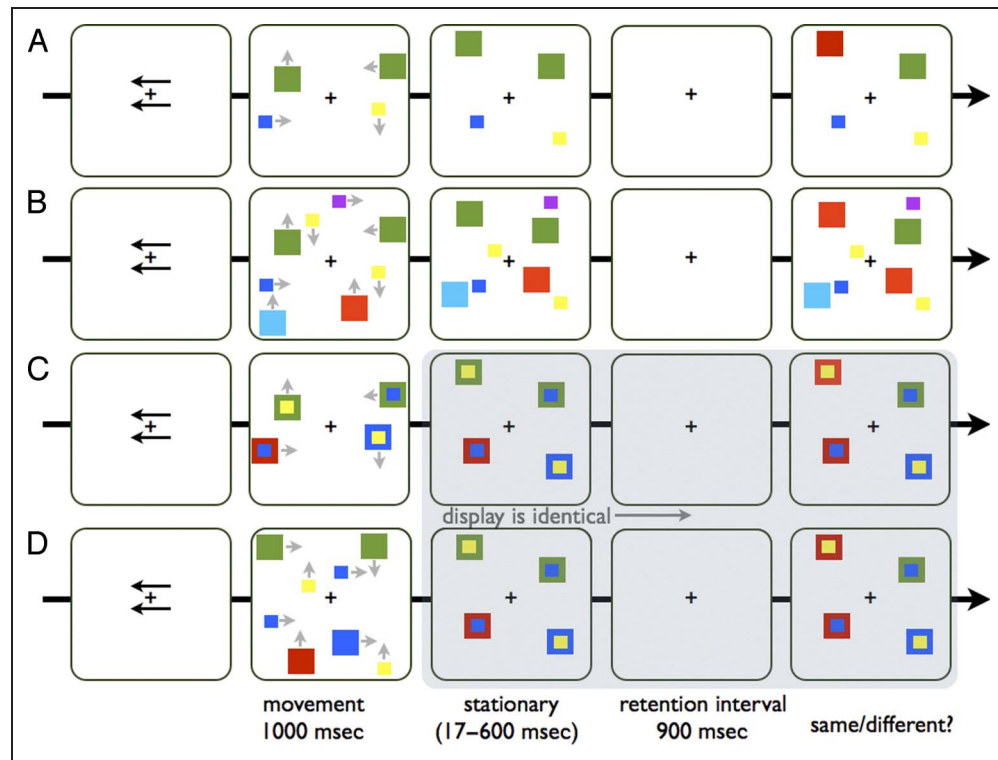 A
B
C
display is identical
D
movement
1000 msec
stationary
(17–600 msec)
retention interval
900 msec
same/different?